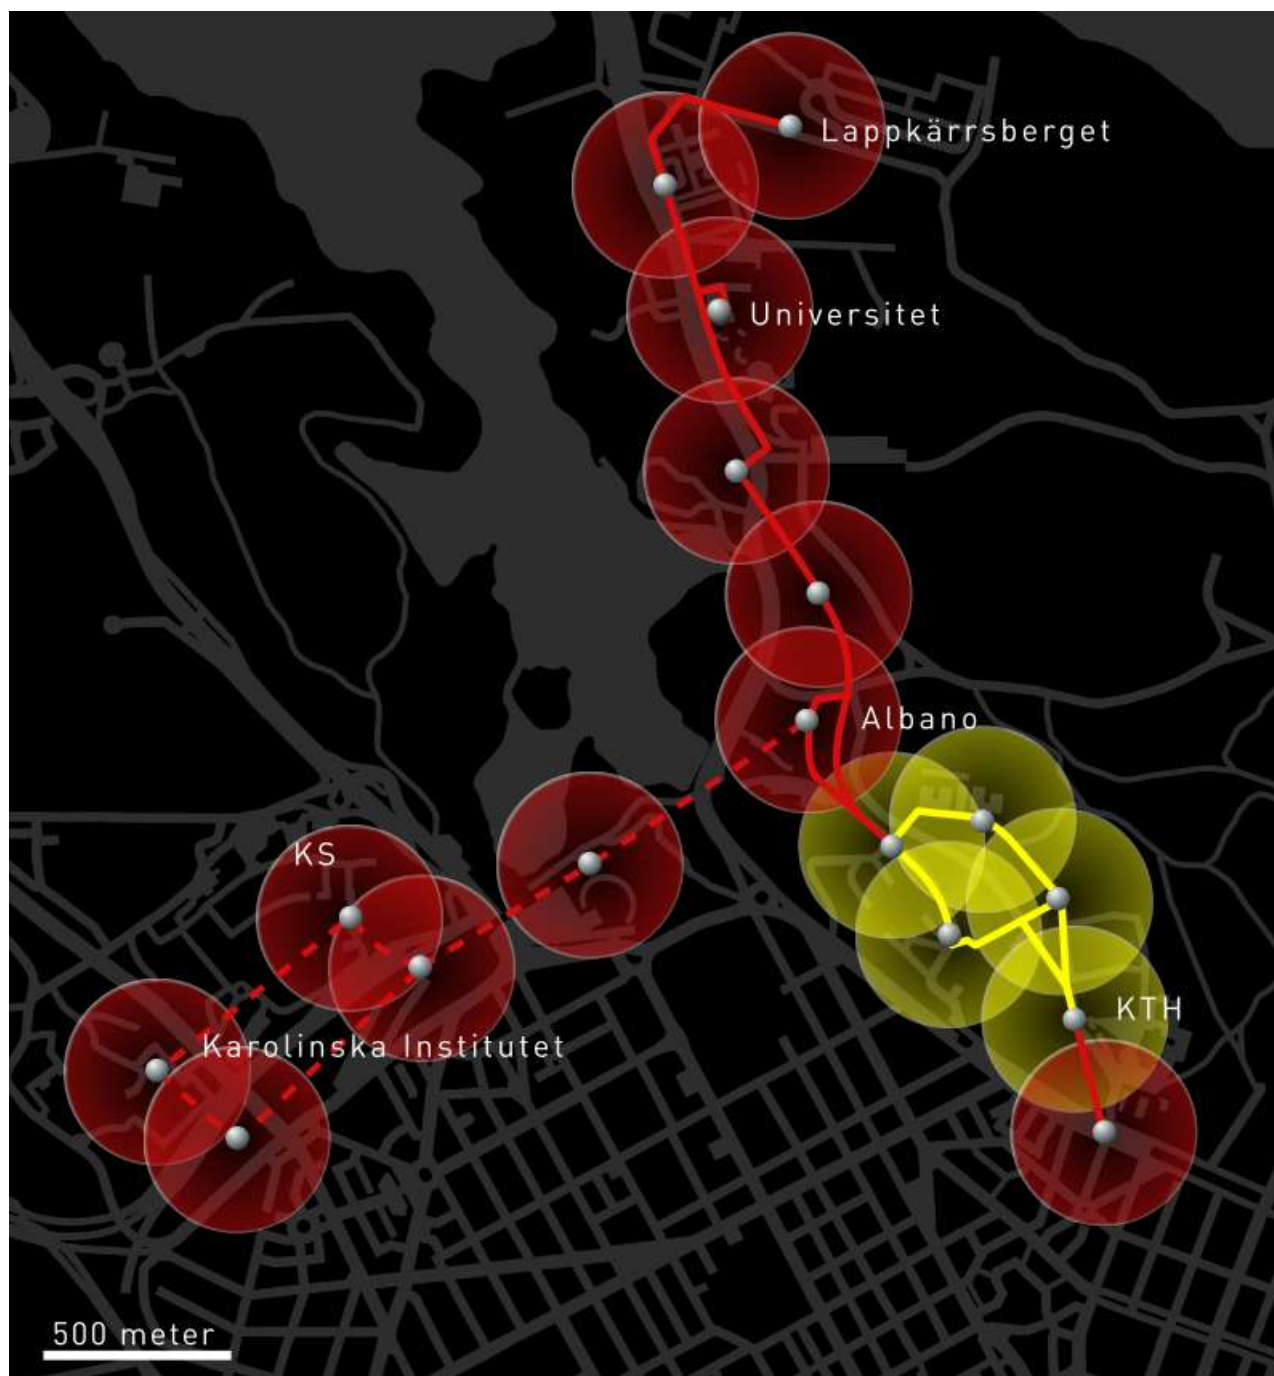 Lappkärrsberget
Universitet
Albano
KS
KTH
Karolinska Institutet
500 meter